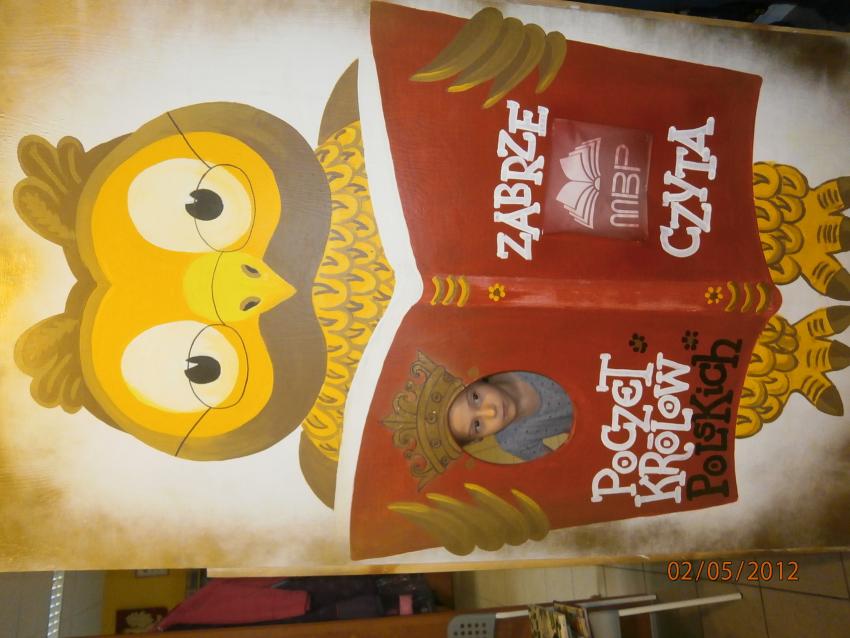 ZABRZE
MBP
CZYTA
POCZET
KRÓLÓW
POLSKICH
02/05/2012